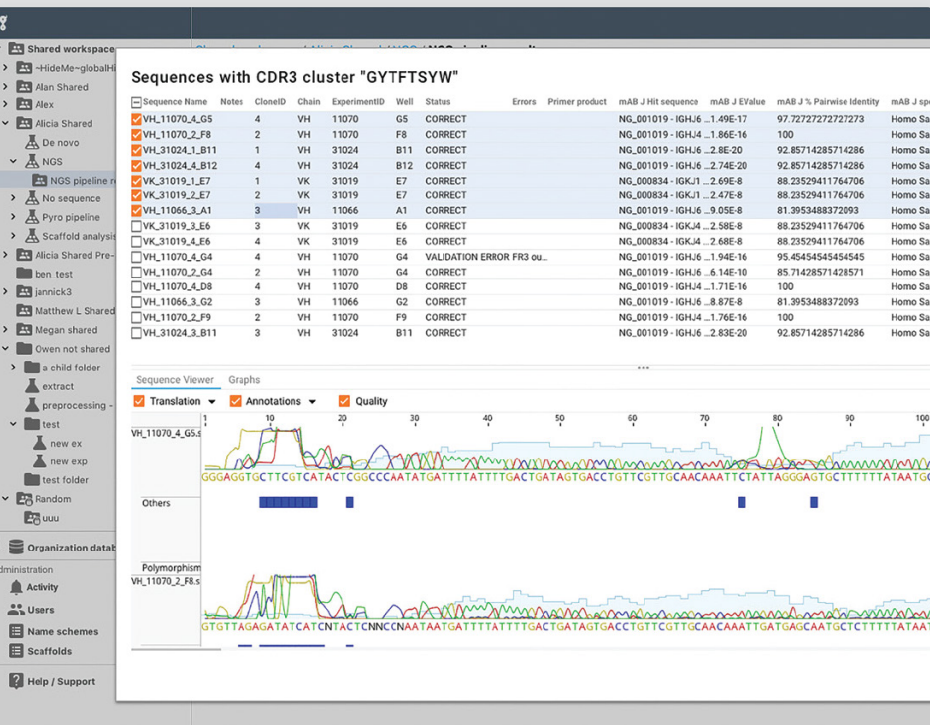 Shared workspace
~HideMe~globalHi
Alan Shared
Alex
Alicia Shared
De novo
NGS
NGS pipeline r
No sequence
Pyro pipeline
Scaffold analysis
Alicia Shared Pre-
ben test
jannick3
Matthew L Shared
Megan shared
Owen not shared
a child folder
extract
preprocessing -
test
new ex
new exp
test folder
Random
uuu
Organization datab
dministration
Activity
Users
Name schemes
Scaffolds
Help / Support
Sequences with CDR3 cluster "GYTFTSYW"
Sequence Name Notes CloneID Chain ExperimentID Well Status Errors Primer product mAB J Hit sequence mAB J EValue mAB J % Pairwise Identity mAB J sp
VH_11070_4_G5 4 VH 11070 G5 CORRECT NG_001019 - IGHJ6 ...1.49E-17 97.72727272727273 Homo Sa
VH_11070_2_F8 2 VH 11070 F8 CORRECT NG_001019 - IGHJ4 ...1.86E-16 100 Homo Sa
VH_31024_1_B11 1 VH 31024 B11 CORRECT NG_001019 - IGHJ6 ...2.8E-20 92.85714285714286 Homo Sa
VH_31024_4_B12 4 VH 31024 B12 CORRECT NG_001019 - IGHJ6 ...2.74E-20 92.85714285714286 Homo Sa
VK_31019_1_E7 1 VK 31019 E7 CORRECT NG_000834 - IGKJ1 ...2.69E-8 88.23529411764706 Homo Sa
VK_31019_2_E7 2 VK 31019 E7 CORRECT NG_000834 - IGKJ1 ...2.47E-8 88.23529411764706 Homo Sa
VH_11066_3_A1 3 VH 11066 A1 CORRECT NG_001019 - IGHJ6 ...9.05E-8 81.3953488372093 Homo Sa
VK_31019_3_E6 3 VK 31019 E6 CORRECT NG_000834 - IGKJ4 ...2.58E-8 88.23529411764706 Homo Sa
VK_31019_4_E6 4 VK 31019 E6 CORRECT NG_000834 - IGKJ4 ...2.68E-8 88.23529411764706 Homo Sa
VH_11070_4_G4 4 VH 11070 G4 VALIDATION ERROR FR3 ou... NG_001019 - IGHJ6 ...1.94E-16 95.45454545454545 Homo Sa
VH_11070_2_G4 2 VH 11070 G4 CORRECT NG_001019 - IGHJ6 ...6.14E-10 85.71428571428571 Homo Sa
VH_11070_4_D8 4 VH 11070 D8 CORRECT NG_001019 - IGHJ4 ...1.71E-16 100 Homo Sa
VH_11066_3_G2 3 VH 11066 G2 CORRECT NG_001019 - IGHJ6 ...8.87E-8 81.3953488372093 Homo Sa
VH_11070_2_F9 2 VH 11070 F9 CORRECT NG_001019 - IGHJ4 ...1.76E-16 100 Homo Sa
VH_31024_3_B11 3 VH 31024 B11 CORRECT NG_001019 - IGHJ6 ...2.83E-20 92.85714285714286 Homo Sa
Sequence Viewer Graphs
Translation Annotations Quality
1 10 20 30 40 50 60 70 80 90 100
VH_11070_4_G5.s
GGGAGGTGCTTCGTCATACTCGGCCCAATATGATTTTATTTTGACTGATAGTGACCTGTTCGTTGCAACAAATTCTATTAGGGAGTGCTTTTTTATAATGC
Others
Polymorphism
VH_11070_2_F8.s
GTGTTAGAGATATCATCNTACTCNNCCNAATAATGATTTTATTTTGACTGATAGTGACCTGTTCGTTGCAACAAATTGATGAGCAATGCTCTTTTTTATAAT